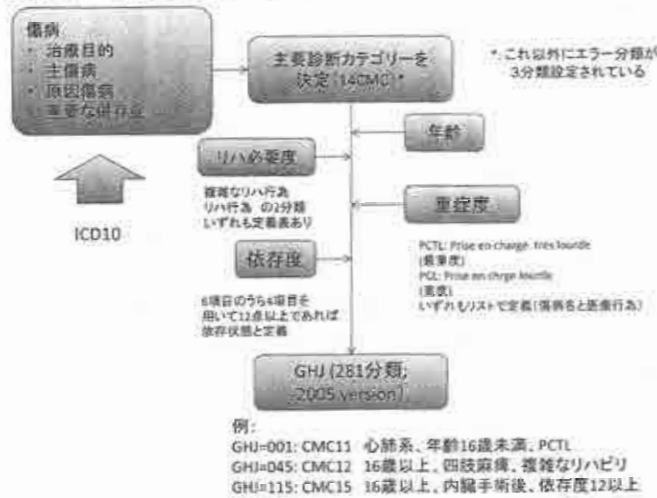 傷病
・ 治療目的
・ 主傷病
・ 原因傷病
・ 重要な併存症
ICD10
主要診断カテゴリーを
決定(14CMC)*
*:これ以外にエラー分類が
3分類設定されている
年齢
リハ必要度
複雑なリハ行為
リハ行為 の2分類
いずれも定義表あり
重症度
PCTL: Prise en charge très lourde
(最重度)
PCL: Prise en chrge lourde
(重度)
いずれもリストで定義(傷病名と医療行為)
依存度
6項目のうち4項目を
用いて12点以上であれば
依存状態と定義
GHJ (281分類;
2005 version)
例:
GHJ=001: CMC11 心肺系、年齢16歳未満、PCTL
GHJ=045: CMC12 16歳以上、四肢麻痺、複雑なリハビリ
GHJ=115: CMC15 16歳以上、内臓手術後、依存度12以上